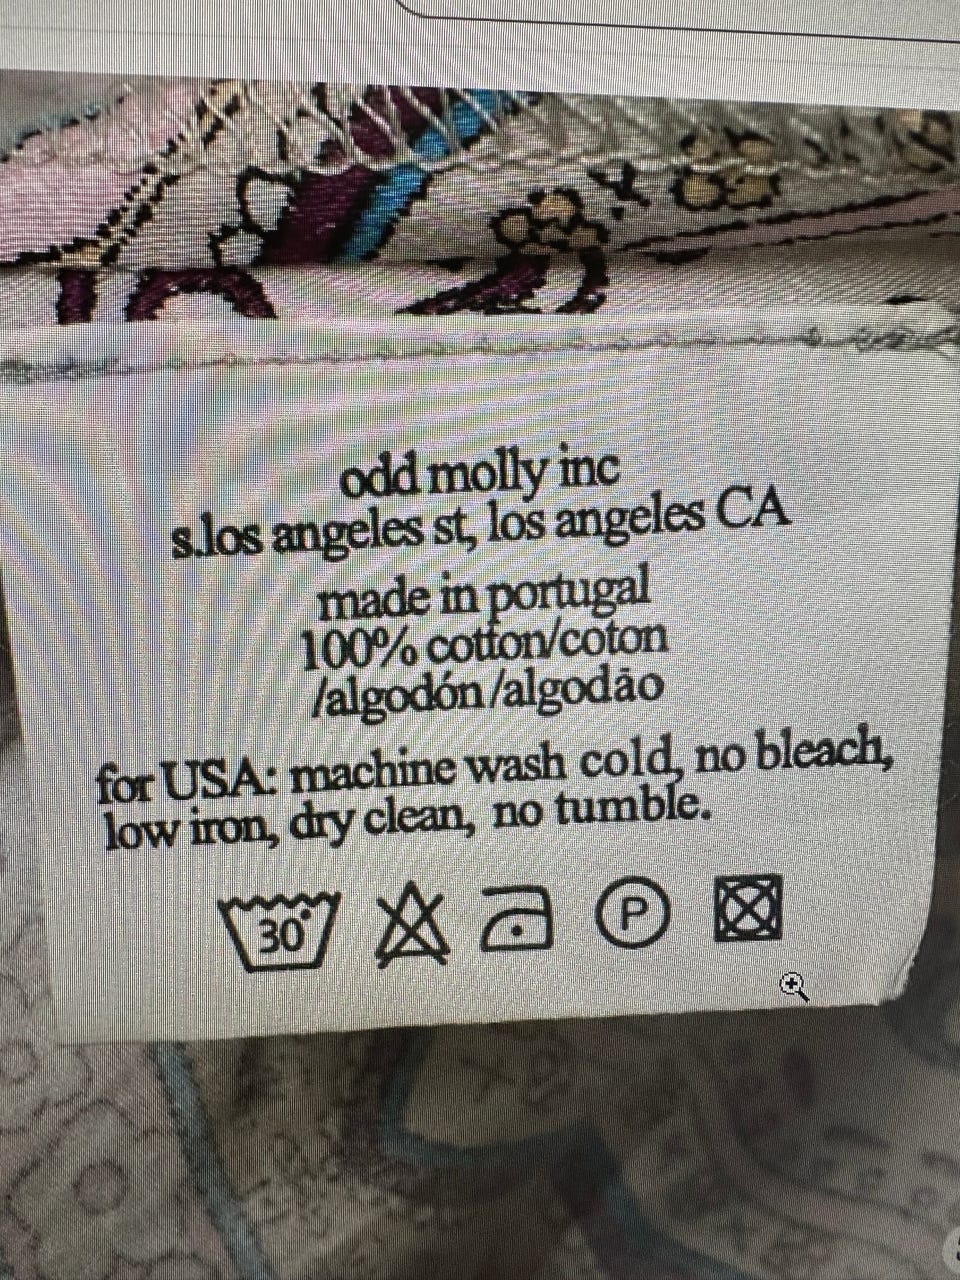 odd molly inc
s.los angeles st, los angeles CA
made in portugal
100% cotton/coton
/algodón/algodão
for USA: machine wash cold, no bleach,
low iron, dry clean, no tumble.
30° P